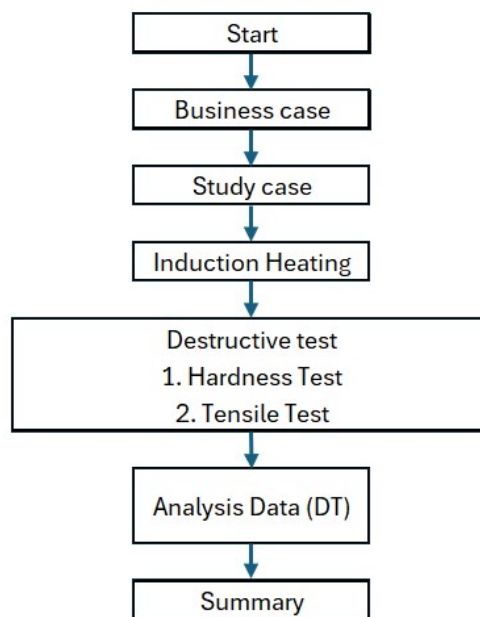 Start
Business case
Study case
Induction Heating
Destructive test
1. Hardness Test
2. Tensile Test
Analysis Data (DT)
Summary